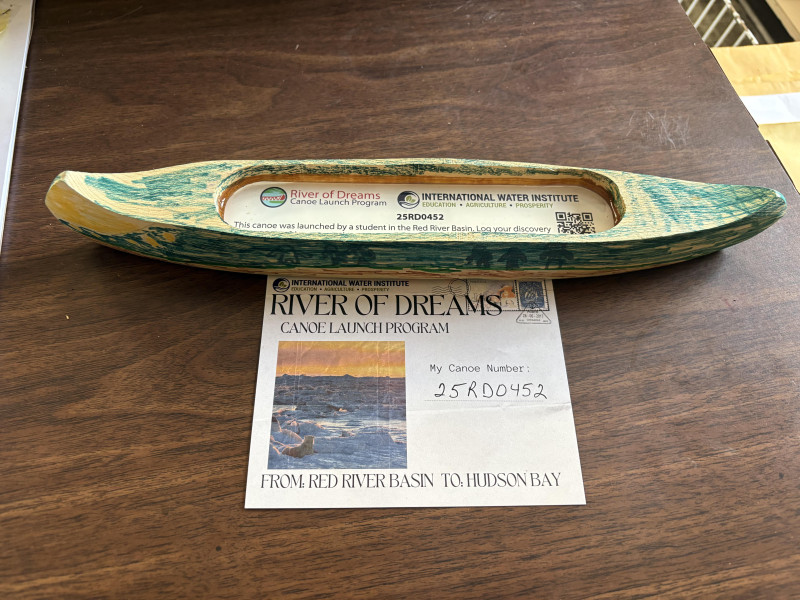 River of Dreams
Canoe Launch Program
INTERNATIONAL WATER INSTITUTE
EDUCATION • AGRICULTURE • PROSPERITY
25RD0452
This canoe was launched by a student in the Red River Basin. Log your discovery
INTERNATIONAL WATER INSTITUTE
EDUCATION • AGRICULTURE • PROSPERITY
RIVER OF DREAMS
CANOE LAUNCH PROGRAM
My Canoe Number:
25RD0452
FROM: RED RIVER BASIN TO: HUDSON BAY